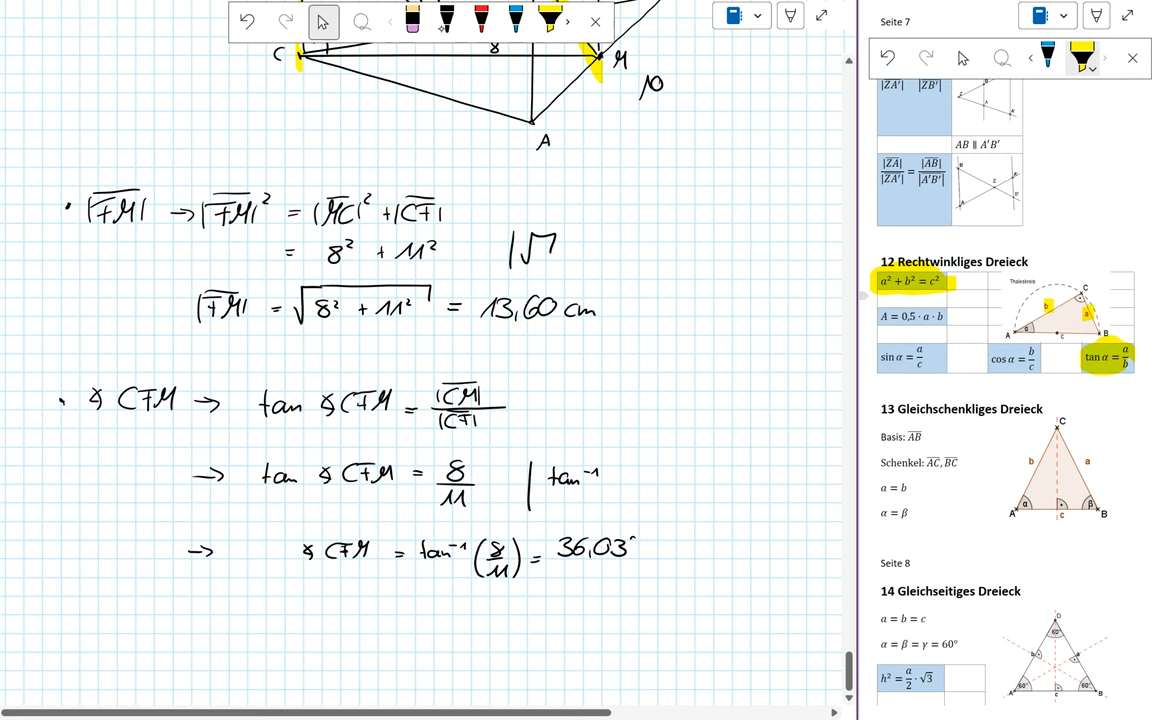 C
8
M
10
A
• |FM| → |FM|² = |MC|² + |CF|
= 8² + 11² |√
|FM| = √8² + 11² = 13,60 cm
• ∢ CFM → tan ∢ CFM = |CM| / |CF|
→ tan ∢ CFM = 8/11 | tan⁻¹
→ ∢ CFM = tan⁻¹ (8/11) = 36,03°
Seite 7
|ZA'| |ZB'|
AB ∥ A'B'
|ZA|/|ZA'| = |AB|/|A'B'|
12 Rechtwinkliges Dreieck
a² + b² = c²
Thaleskreis
C
b
a
A = 0,5 · a · b
A
α
c
B
sin α = a/c
cos α = b/c
tan α = a/b
13 Gleichschenkliges Dreieck
C
Basis: AB
Schenkel: AC, BC
b
a
a = b
α = β
A
α
c
β
B
Seite 8
14 Gleichseitiges Dreieck
a = b = c
D
60°
α = β = γ = 60°
b
a
h² = a/2 · √3
60°
60°
A
c
B